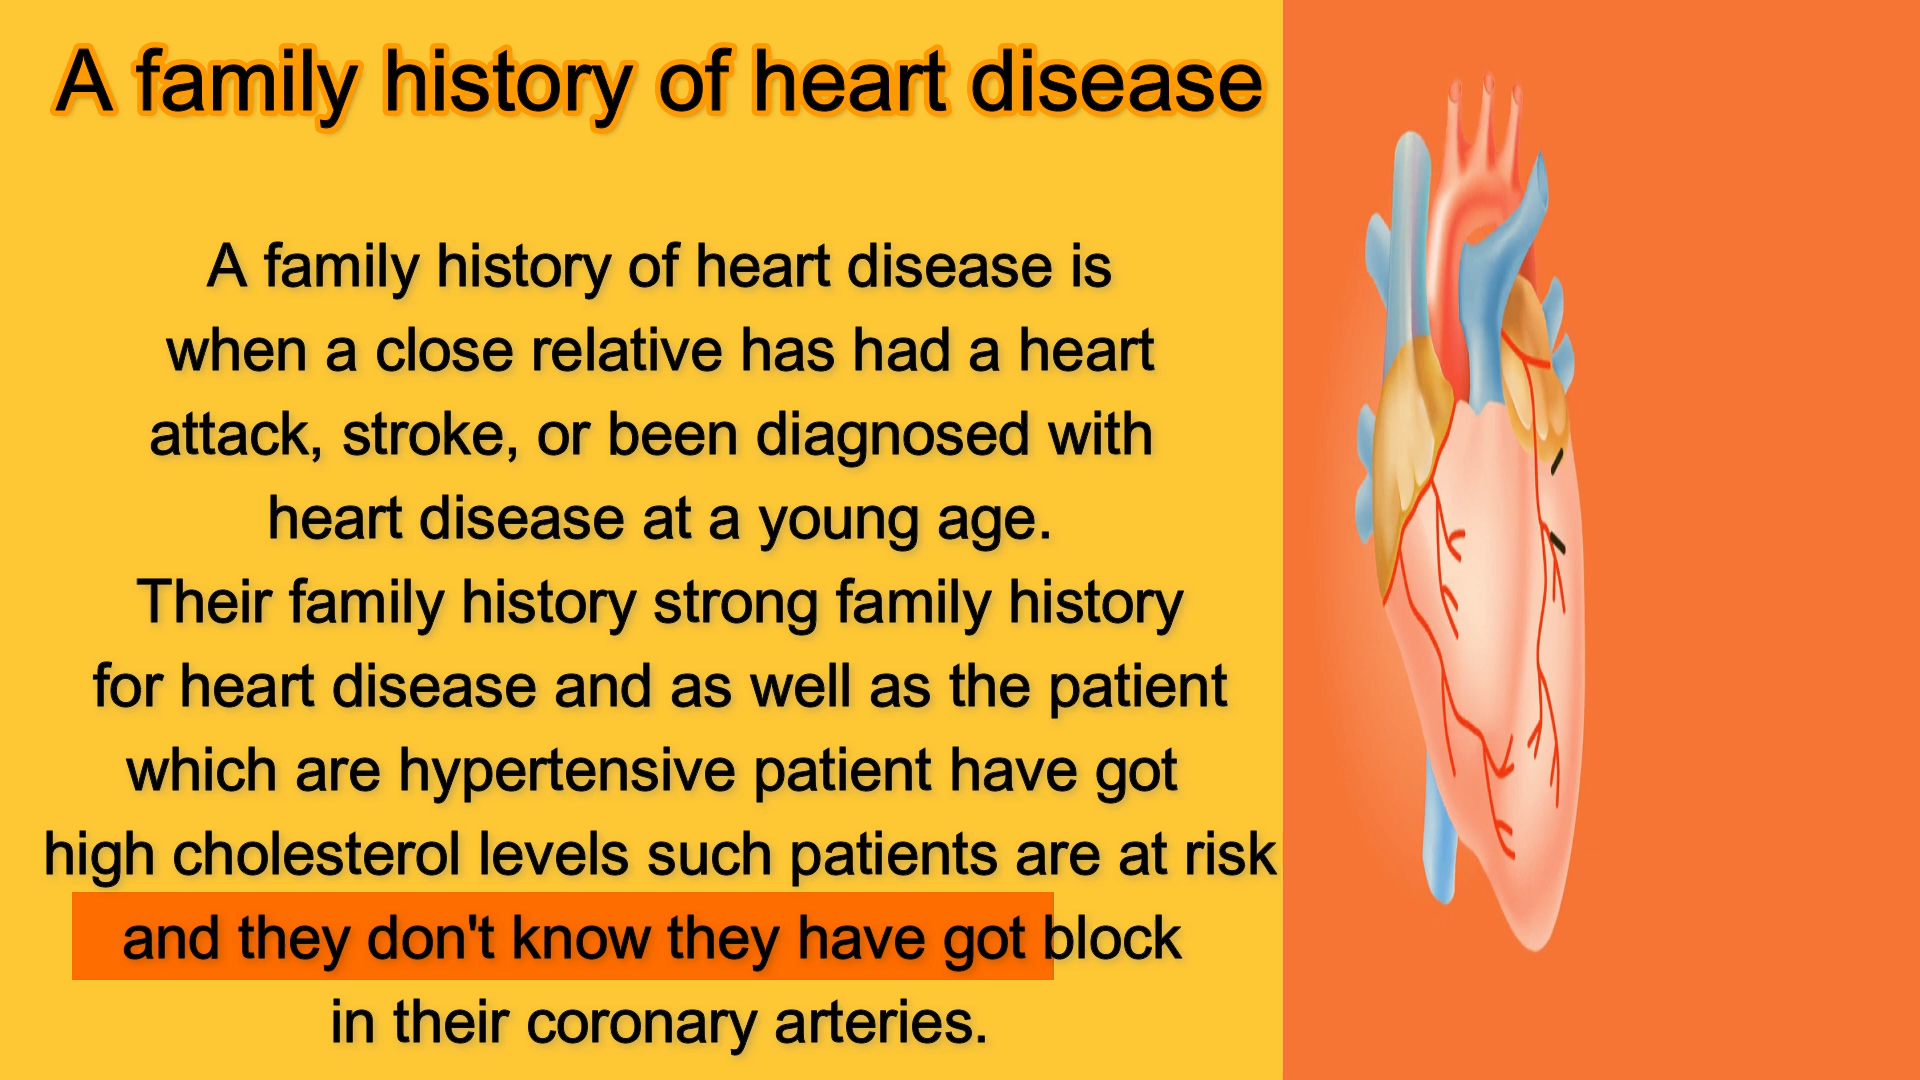 A family history of heart disease
A family history of heart disease is
when a close relative has had a heart
attack, stroke, or been diagnosed with
heart disease at a young age.
Their family history strong family history
for heart disease and as well as the patient
which are hypertensive patient have got
high cholesterol levels such patients are at risk
and they don't know they have got block
in their coronary arteries.